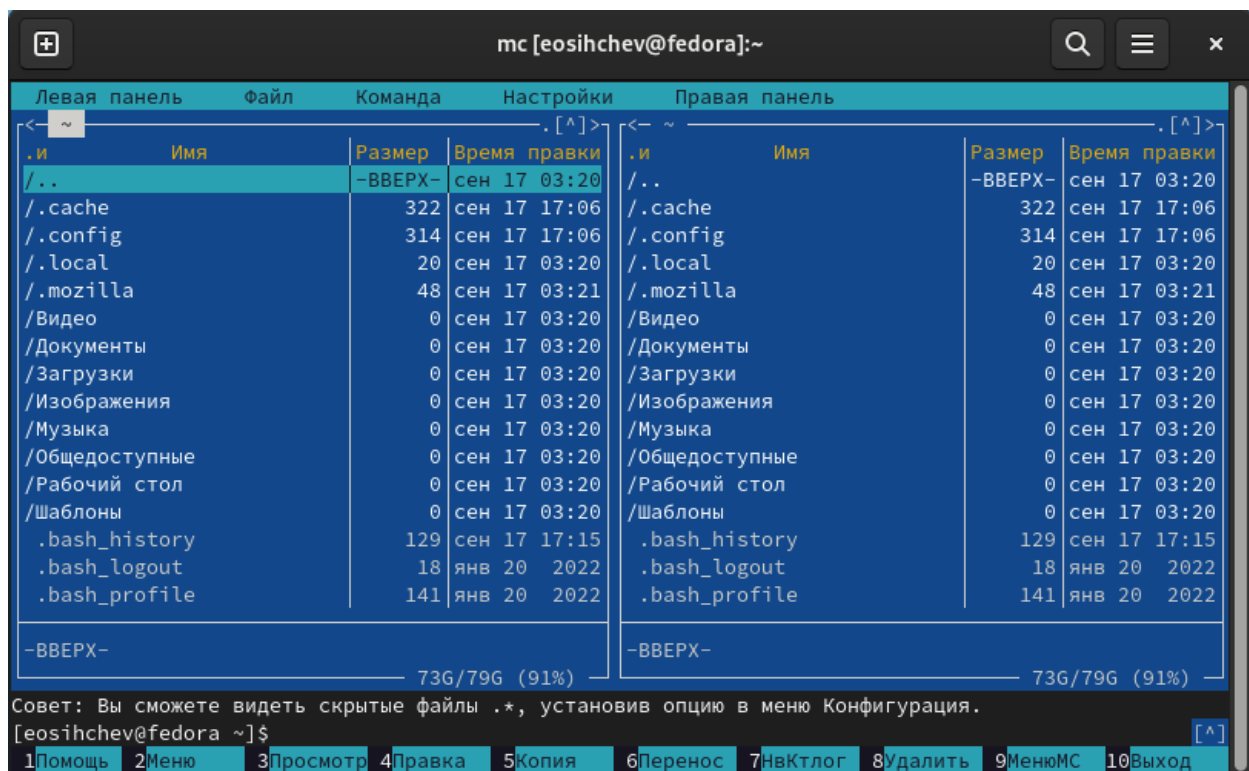 mc [eosihchev@fedora]:~
Левая панель Файл Команда Настройки Правая панель
<— ~ .[^]> <— ~ .[^]>
.и Имя Размер Время правки .и Имя Размер Время правки
/.. -ВВЕРХ- сен 17 03:20 /.. -ВВЕРХ- сен 17 03:20
/.cache 322 сен 17 17:06 /.cache 322 сен 17 17:06
/.config 314 сен 17 17:06 /.config 314 сен 17 17:06
/.local 20 сен 17 03:20 /.local 20 сен 17 03:20
/.mozilla 48 сен 17 03:21 /.mozilla 48 сен 17 03:21
/Видео 0 сен 17 03:20 /Видео 0 сен 17 03:20
/Документы 0 сен 17 03:20 /Документы 0 сен 17 03:20
/Загрузки 0 сен 17 03:20 /Загрузки 0 сен 17 03:20
/Изображения 0 сен 17 03:20 /Изображения 0 сен 17 03:20
/Музыка 0 сен 17 03:20 /Музыка 0 сен 17 03:20
/Общедоступные 0 сен 17 03:20 /Общедоступные 0 сен 17 03:20
/Рабочий стол 0 сен 17 03:20 /Рабочий стол 0 сен 17 03:20
/Шаблоны 0 сен 17 03:20 /Шаблоны 0 сен 17 03:20
.bash_history 129 сен 17 17:15 .bash_history 129 сен 17 17:15
.bash_logout 18 янв 20 2022 .bash_logout 18 янв 20 2022
.bash_profile 141 янв 20 2022 .bash_profile 141 янв 20 2022
-ВВЕРХ- -ВВЕРХ-
73G/79G (91%) 73G/79G (91%)
Совет: Вы сможете видеть скрытые файлы .*, установив опцию в меню Конфигурация.
[eosihchev@fedora ~]$ [^]
1Помощь 2Меню 3Просмотр 4Правка 5Копия 6Перенос 7НвКтлог 8Удалить 9МенюМС 10Выход